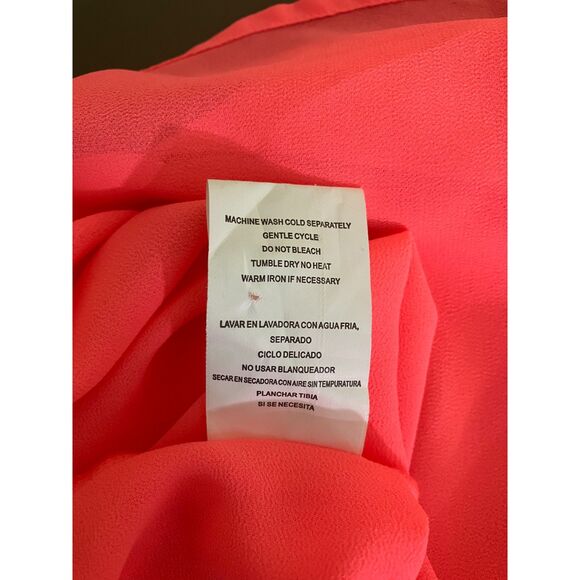 MACHINE WASH COLD SEPARATELY
GENTLE CYCLE
DO NOT BLEACH
TUMBLE DRY NO HEAT
WARM IRON IF NECESSARY
LAVAR EN LAVADORA CON AGUA FRIA,
SEPARADO
CICLO DELICADO
NO USAR BLANQUEADOR
SECAR EN SECADORA CON AIRE SIN TEMPURATURA
PLANCHAR TIBIA
SI SE NECESITA